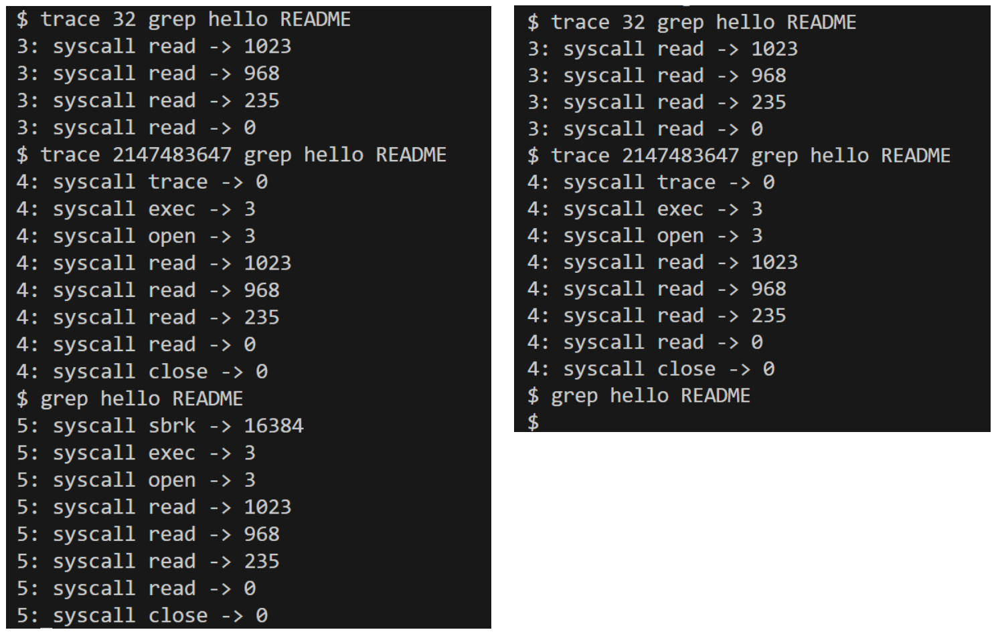 $ trace 32 grep hello README
3: syscall read -> 1023
3: syscall read -> 968
3: syscall read -> 235
3: syscall read -> 0
$ trace 2147483647 grep hello README
4: syscall trace -> 0
4: syscall exec -> 3
4: syscall open -> 3
4: syscall read -> 1023
4: syscall read -> 968
4: syscall read -> 235
4: syscall read -> 0
4: syscall close -> 0
$ grep hello README
5: syscall sbrk -> 16384
5: syscall exec -> 3
5: syscall open -> 3
5: syscall read -> 1023
5: syscall read -> 968
5: syscall read -> 235
5: syscall read -> 0
5: syscall close -> 0
$ trace 32 grep hello README
3: syscall read -> 1023
3: syscall read -> 968
3: syscall read -> 235
3: syscall read -> 0
$ trace 2147483647 grep hello README
4: syscall trace -> 0
4: syscall exec -> 3
4: syscall open -> 3
4: syscall read -> 1023
4: syscall read -> 968
4: syscall read -> 235
4: syscall read -> 0
4: syscall close -> 0
$ grep hello README
$